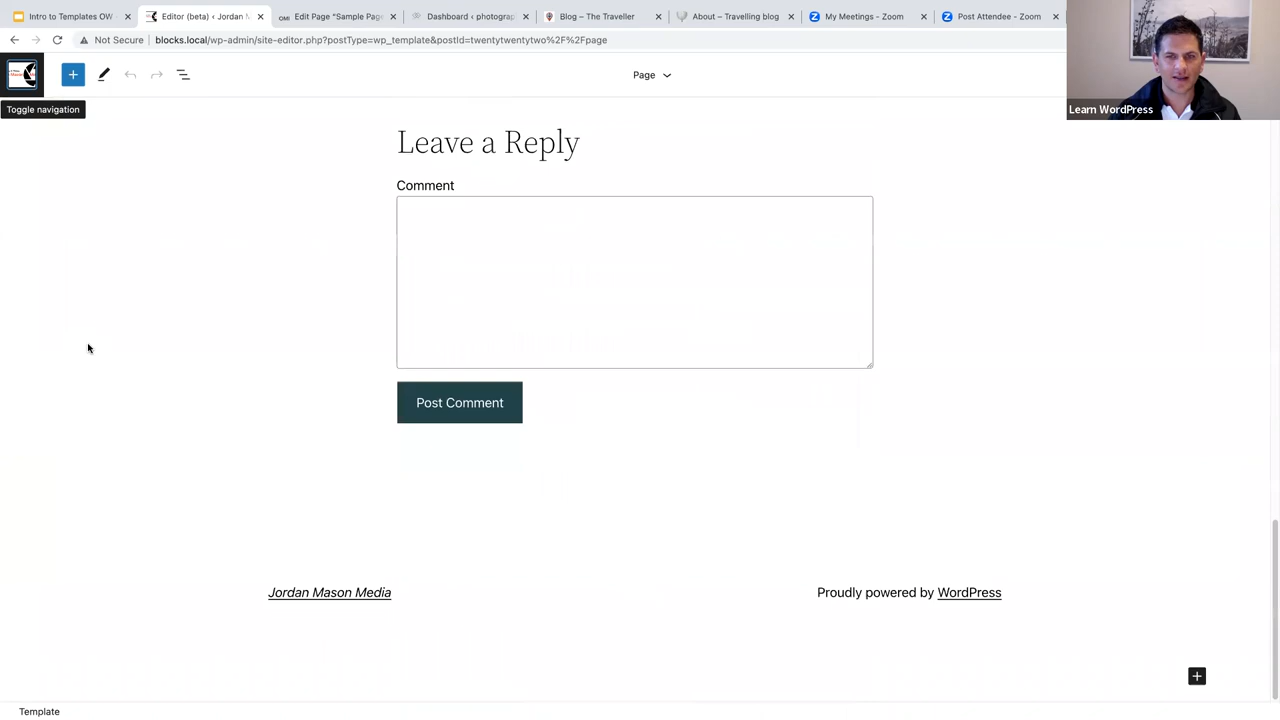 Intro to Templates OW
Editor (beta) ‹ Jordan M
OMI
Edit Page "Sample Page
Dashboard ‹ photograp
Blog – The Traveller
About – Travelling blog
My Meetings - Zoom
Post Attendee - Zoom
Not Secure
blocks.local/wp-admin/site-editor.php?postType=wp_template&postId=twentytwentytwo%2F%2Fpage
Page
Learn WordPress
Toggle navigation
Leave a Reply
Comment
Post Comment
Jordan Mason Media
Proudly powered by WordPress
Template